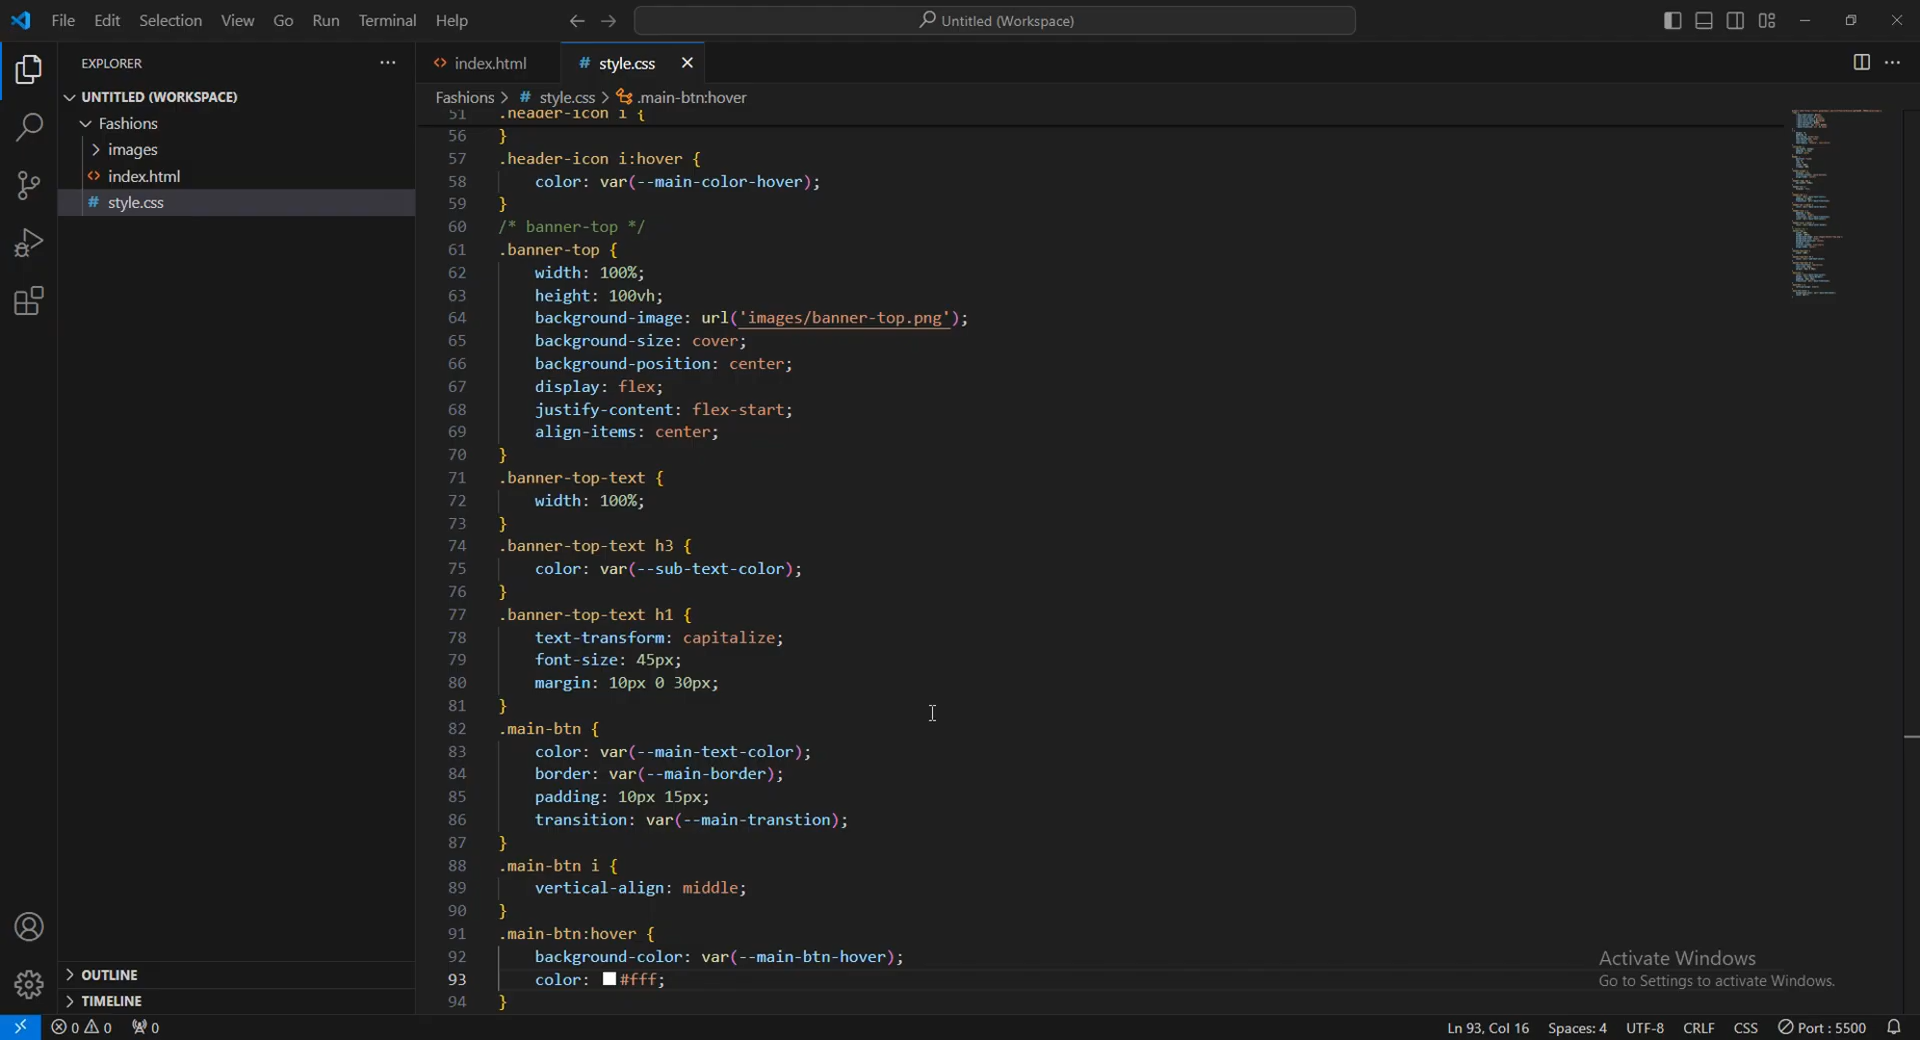 File Edit Selection View Go Run Terminal Help
Untitled (Workspace)
EXPLORER
UNTITLED (WORKSPACE)
Fashions
images
index.html
style.css
OUTLINE
TIMELINE
index.html
style.css
Fashions > style.css > .main-btn:hover
51 .header-icon i {
56 }
57 .header-icon i:hover {
58 color: var(--main-color-hover);
59 }
60 /* banner-top */
61 .banner-top {
62 width: 100%;
63 height: 100vh;
64 background-image: url('images/banner-top.png');
65 background-size: cover;
66 background-position: center;
67 display: flex;
68 justify-content: flex-start;
69 align-items: center;
70 }
71 .banner-top-text {
72 width: 100%;
73 }
74 .banner-top-text h3 {
75 color: var(--sub-text-color);
76 }
77 .banner-top-text h1 {
78 text-transform: capitalize;
79 font-size: 45px;
80 margin: 10px 0 30px;
81 }
82 .main-btn {
83 color: var(--main-text-color);
84 border: var(--main-border);
85 padding: 10px 15px;
86 transition: var(--main-transtion);
87 }
88 .main-btn i {
89 vertical-align: middle;
90 }
91 .main-btn:hover {
92 background-color: var(--main-btn-hover);
93 color: #fff;
94 }
Activate Windows
Go to Settings to activate Windows.
0 0 0 Ln 93, Col 16 Spaces: 4 UTF-8 CRLF CSS Port : 5500